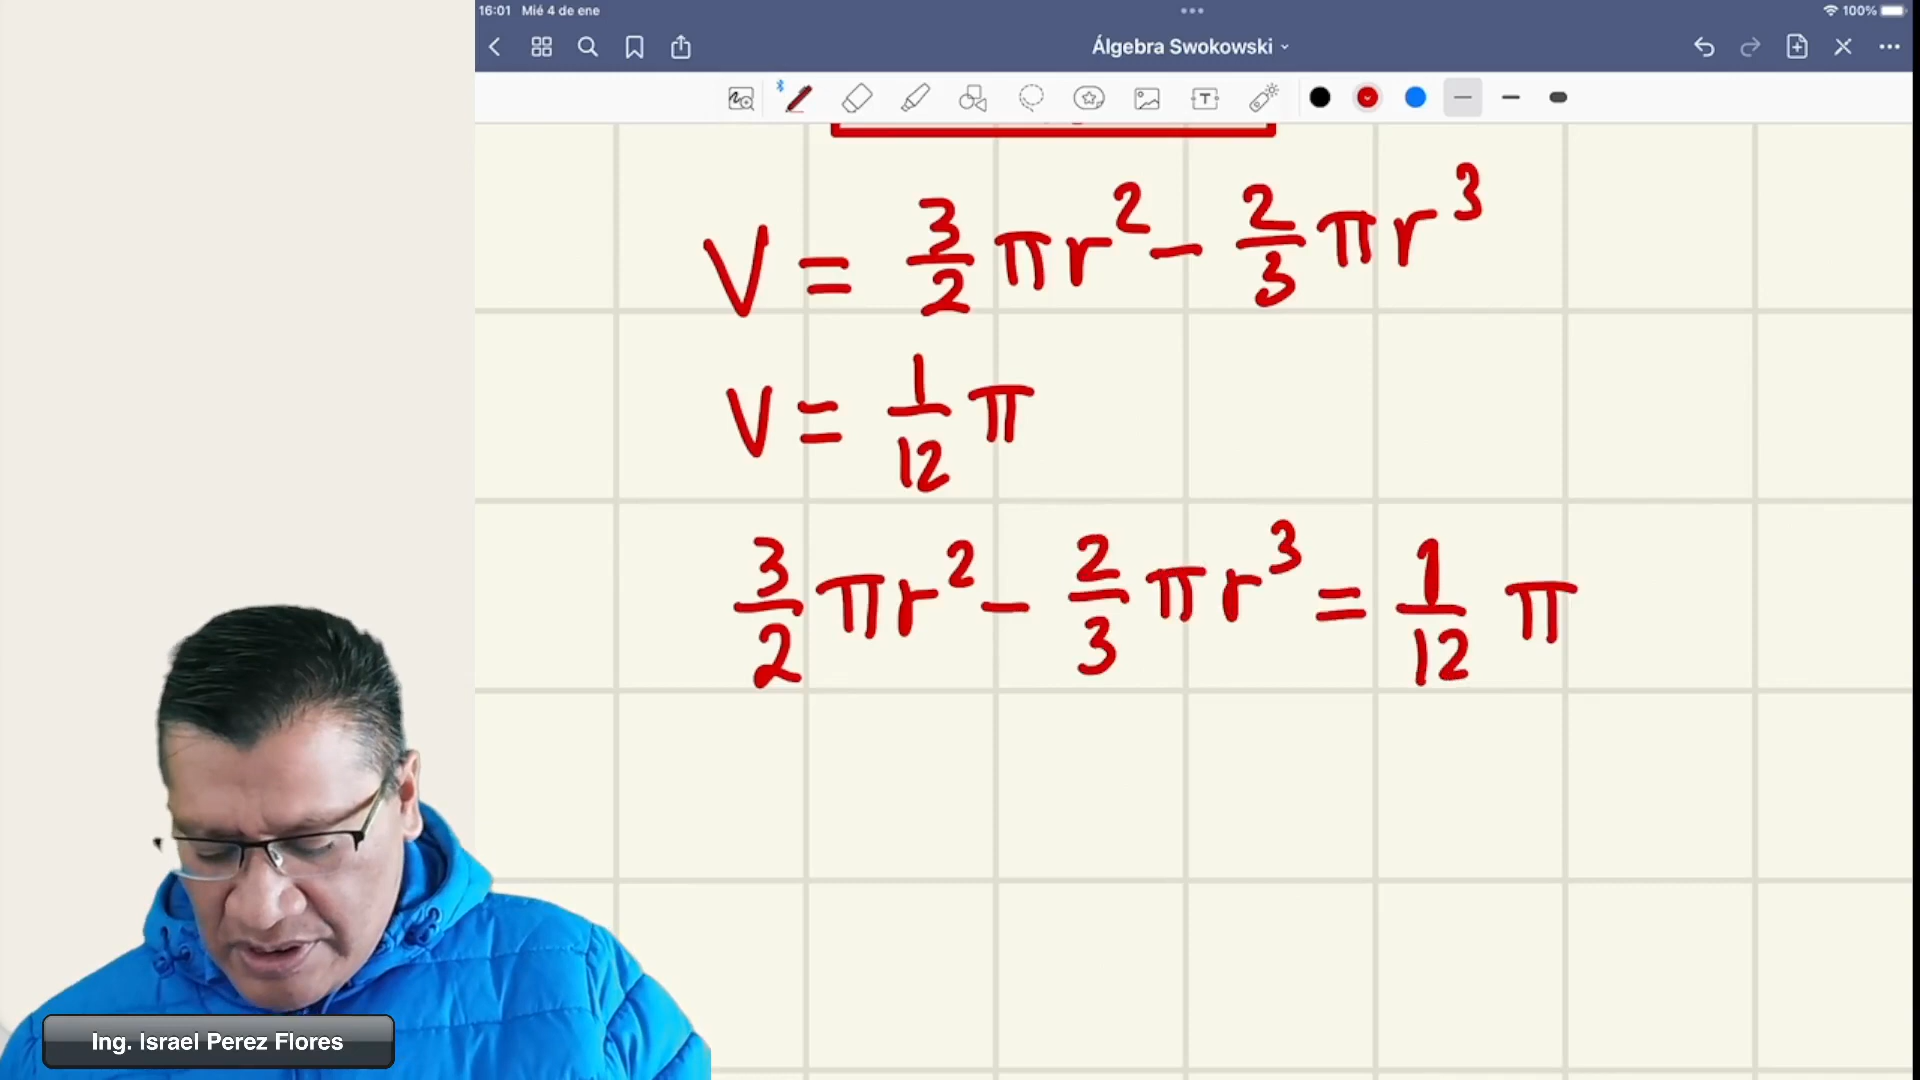 16:01 Mié 4 de ene
100%
Álgebra Swokowski
T
V = 3/2 πr² - 2/3 πr³
V = 1/12 π
3/2 πr² - 2/3 πr³ = 1/12 π
Ing. Israel Perez Flores